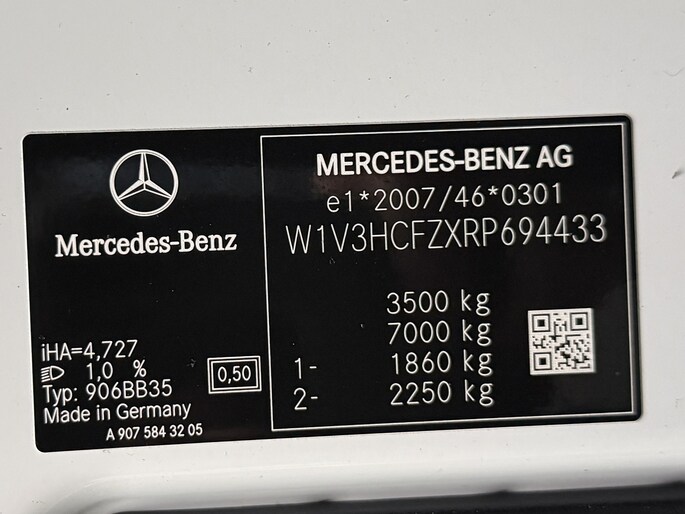 Mercedes-Benz
iHA=4,727
1,0 %
Typ: 906BB35
Made in Germany
A 907 584 32 05
0,50
MERCEDES-BENZ AG
e1*2007/46*0301
W1V3HCFZXRP694433
3500 kg
7000 kg
1- 1860 kg
2- 2250 kg